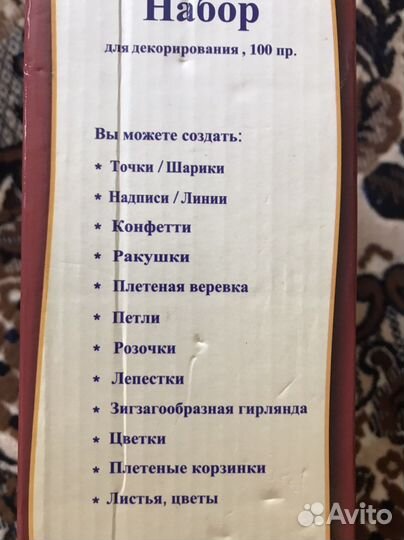 Набор
для декорирования , 100 пр.
Вы можете создать:
* Точки / Шарики
* Надписи / Линии
* Конфетти
* Ракушки
* Плетеная веревка
* Петли
* Розочки
* Лепестки
* Зигзагообразная гирлянда
* Цветки
* Плетеные корзинки
* Листья, цветы
Avito